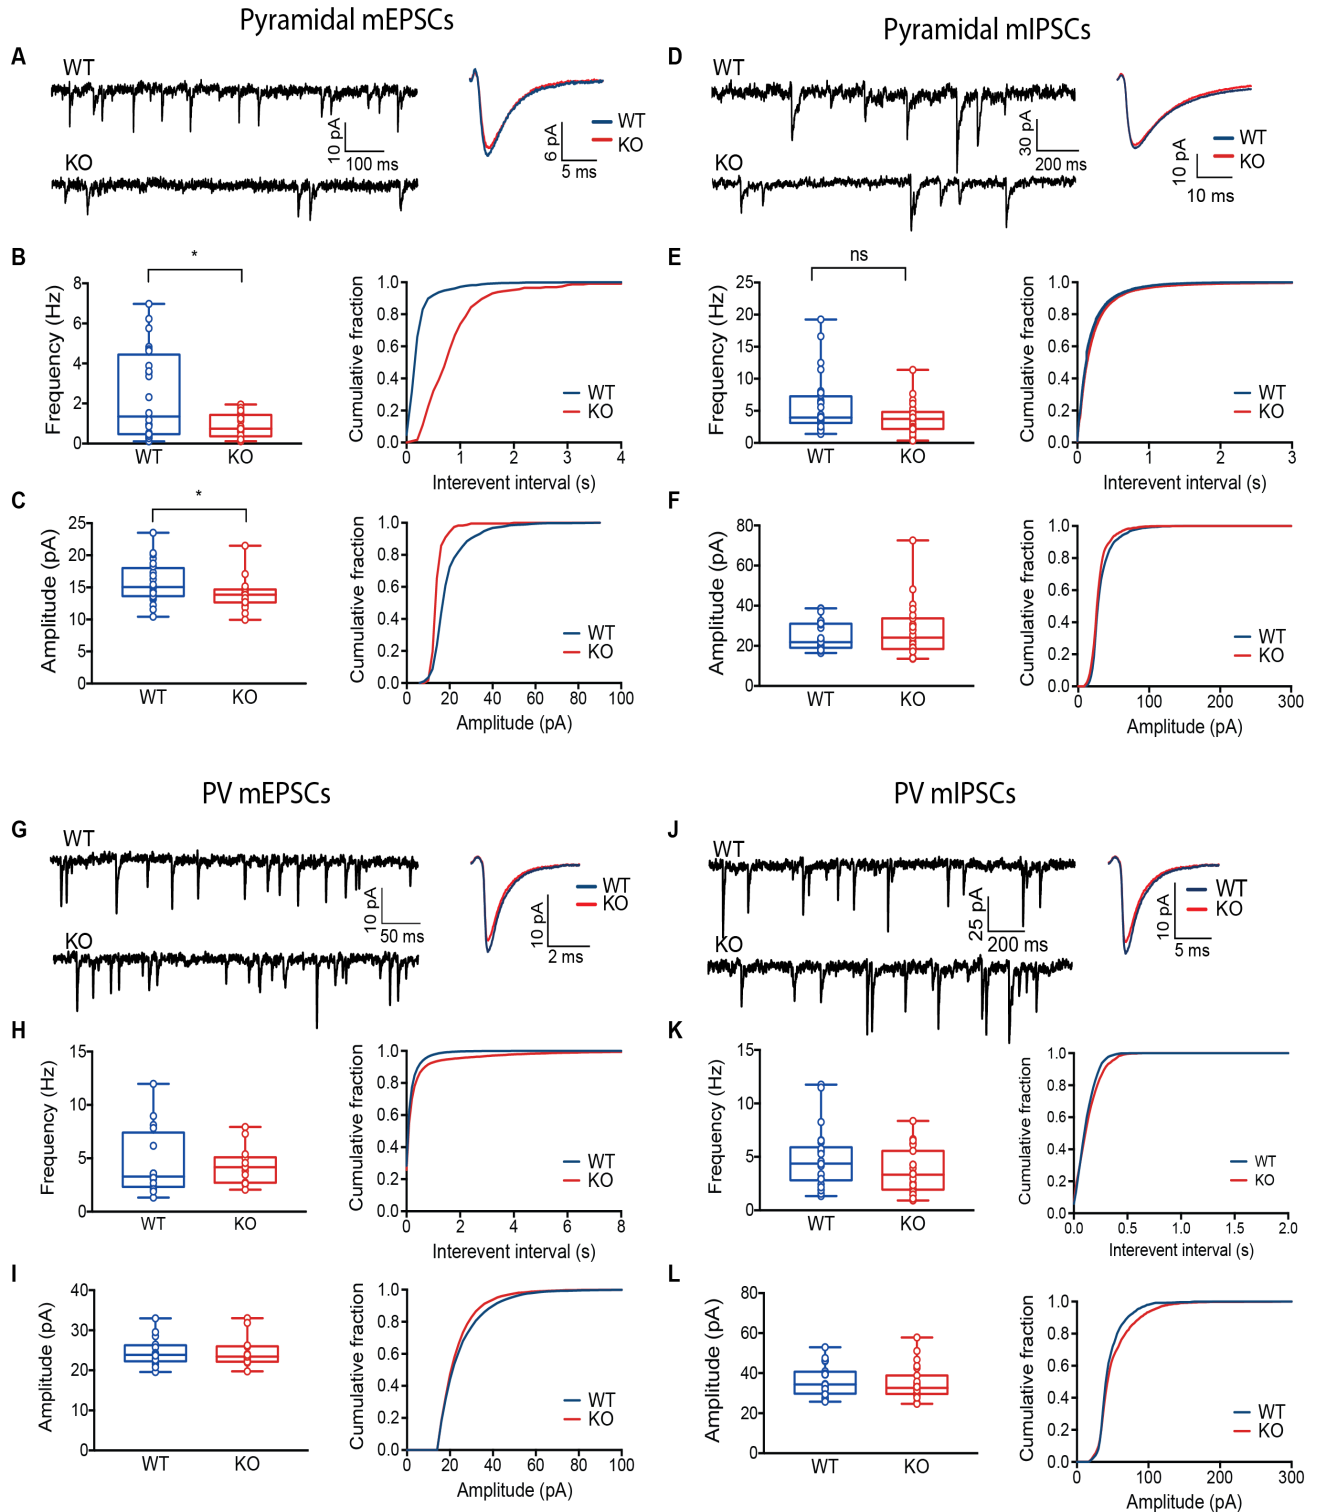 Pyramidal mEPSCs
A
WT
KO
10 pA
100 ms
6 pA
5 ms
WT
KO
B
*
Frequency (Hz)
8
6
4
2
0
WT KO
Cumulative fraction
1.0
0.8
0.6
0.4
0.2
0.0
0 1 2 3 4
Interevent interval (s)
WT
KO
C
*
Amplitude (pA)
25
20
15
10
5
0
WT KO
Cumulative fraction
1.0
0.8
0.6
0.4
0.2
0.0
0 20 40 60 80 100
Amplitude (pA)
WT
KO
Pyramidal mIPSCs
D
WT
KO
30 pA
200 ms
10 pA
10 ms
WT
KO
E
ns
Frequency (Hz)
25
20
15
10
5
0
WT KO
Cumulative fraction
1.0
0.8
0.6
0.4
0.2
0.0
0 1 2 3
Interevent interval (s)
WT
KO
F
Amplitude (pA)
80
60
40
20
0
WT KO
Cumulative fraction
1.0
0.8
0.6
0.4
0.2
0.0
0 100 200 300
Amplitude (pA)
WT
KO
PV mEPSCs
G
WT
KO
10 pA
50 ms
10 pA
2 ms
WT
KO
H
Frequency (Hz)
15
10
5
0
WT KO
Cumulative fraction
1.0
0.8
0.6
0.4
0.2
0.0
0 2 4 6 8
Interevent interval (s)
WT
KO
I
Amplitude (pA)
40
30
20
10
0
WT KO
Cumulative fraction
1.0
0.8
0.6
0.4
0.2
0.0
0 20 40 60 80 100
Amplitude (pA)
WT
KO
PV mIPSCs
J
WT
KO
25 pA
200 ms
10 pA
5 ms
WT
KO
K
Frequency (Hz)
15
10
5
0
WT KO
Cumulative fraction
1.0
0.8
0.6
0.4
0.2
0.0
0.0 0.5 1.0 1.5 2.0
Interevent interval (s)
WT
KO
L
Amplitude (pA)
80
60
40
20
0
WT KO
Cumulative fraction
1.0
0.8
0.6
0.4
0.2
0.0
0 100 200 300
Amplitude (pA)
WT
KO